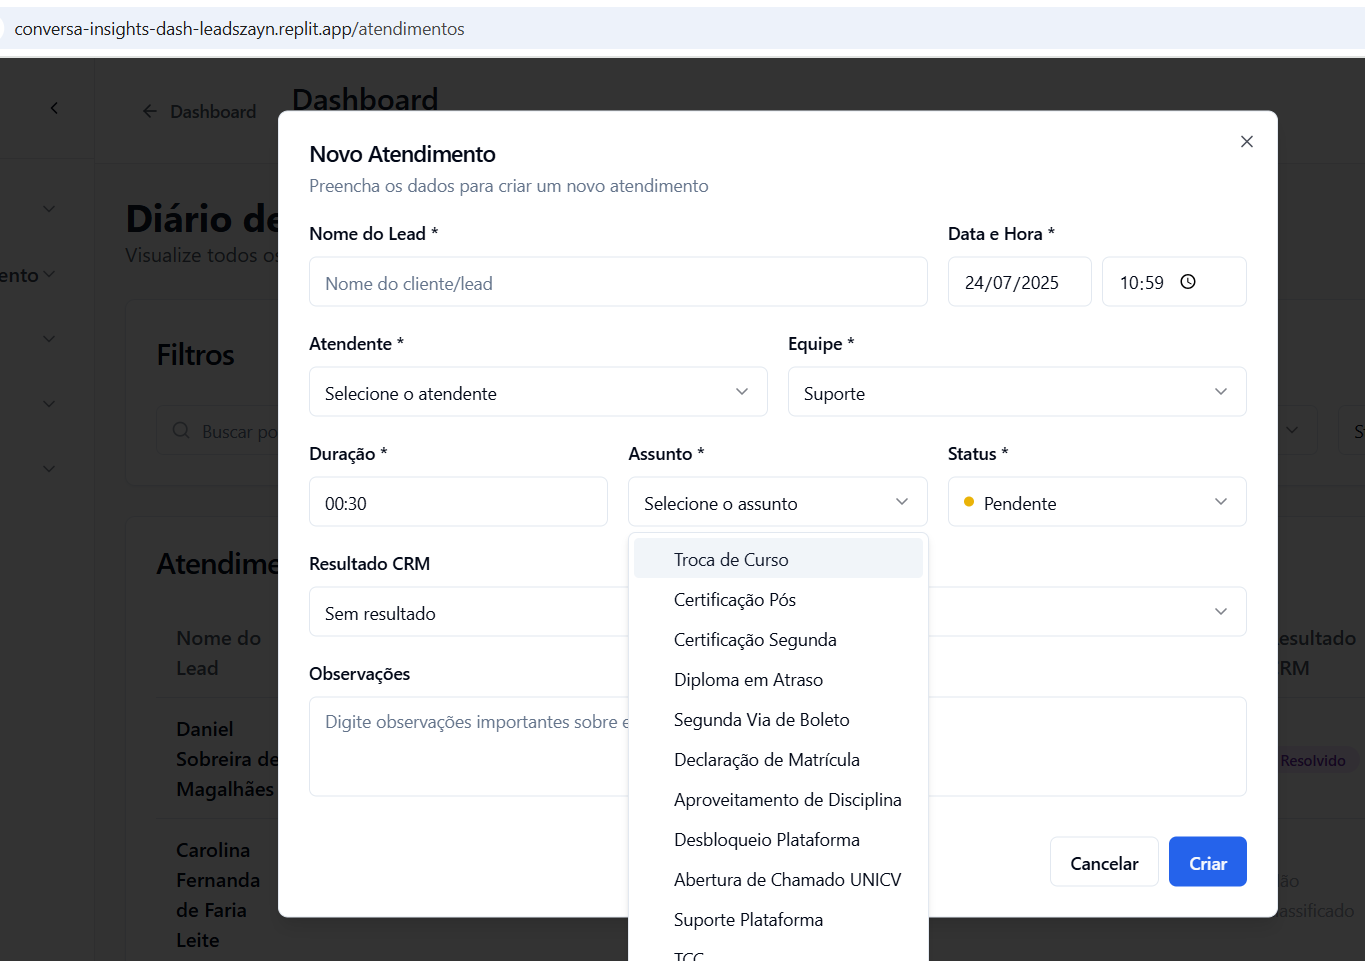 conversa-insights-dash-leadszayn.replit.app/atendimentos
Dashboard
Dashboard
Novo Atendimento
Preencha os dados para criar um novo atendimento
Diário de
Visualize todos os
ento
Nome do Lead *
Data e Hora *
Nome do cliente/lead
24/07/2025
10:59
Atendente *
Equipe *
Filtros
Selecione o atendente
Suporte
Buscar po
Duração *
Assunto *
Status *
00:30
Selecione o assunto
Pendente
Atendime
Resultado CRM
Sem resultado
Troca de Curso
Certificação Pós
Certificação Segunda
Diploma em Atraso
Segunda Via de Boleto
Declaração de Matrícula
Aproveitamento de Disciplina
Desbloqueio Plataforma
Abertura de Chamado UNICV
Suporte Plataforma
TCC
Observações
Digite observações importantes sobre e
Cancelar
Criar
Nome do
Lead
esultado
RM
Daniel
Sobreira de
Magalhães
Resolvido
Carolina
Fernanda
de Faria
Leite
ão
assificado